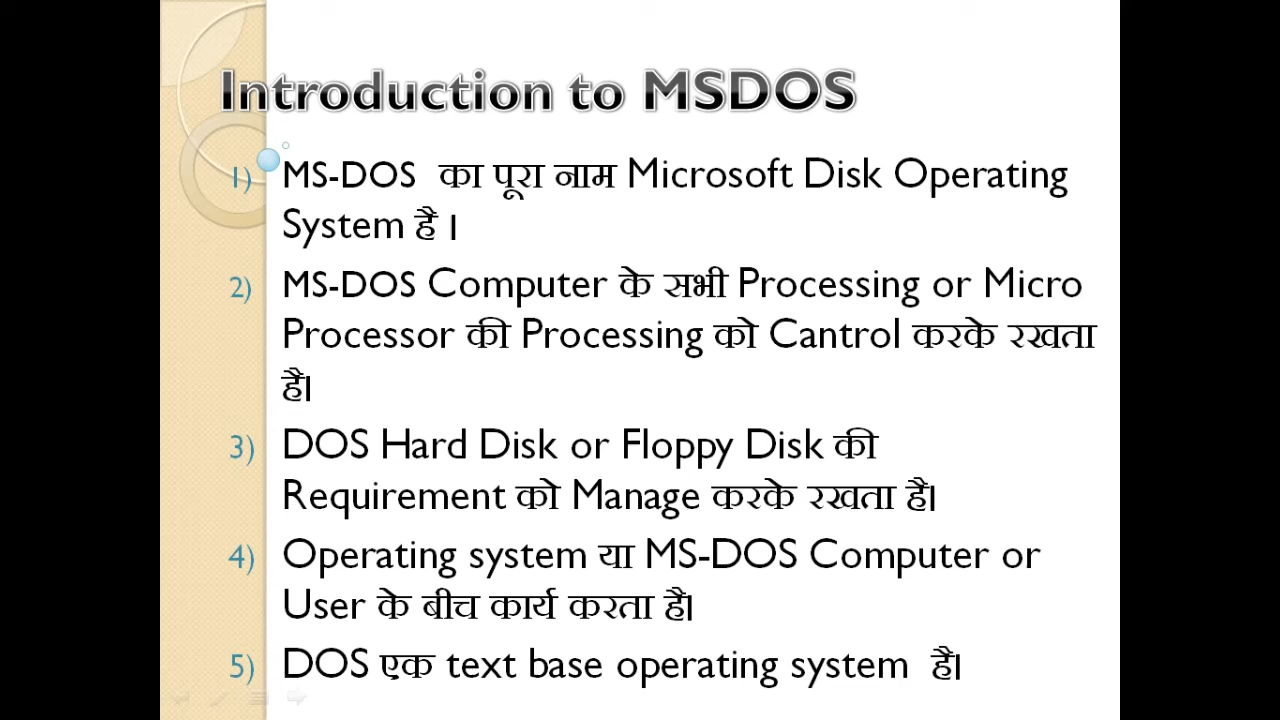 Introduction to MSDOS
1) MS-DOS का पूरा नाम Microsoft Disk Operating
System है ।
2) MS-DOS Computer के सभी Processing or Micro
Processor की Processing को Cantrol करके रखता
है।
3) DOS Hard Disk or Floppy Disk की
Requirement को Manage करके रखता है।
4) Operating system या MS-DOS Computer or
User के बीच कार्य करता है।
5) DOS एक text base operating system है।